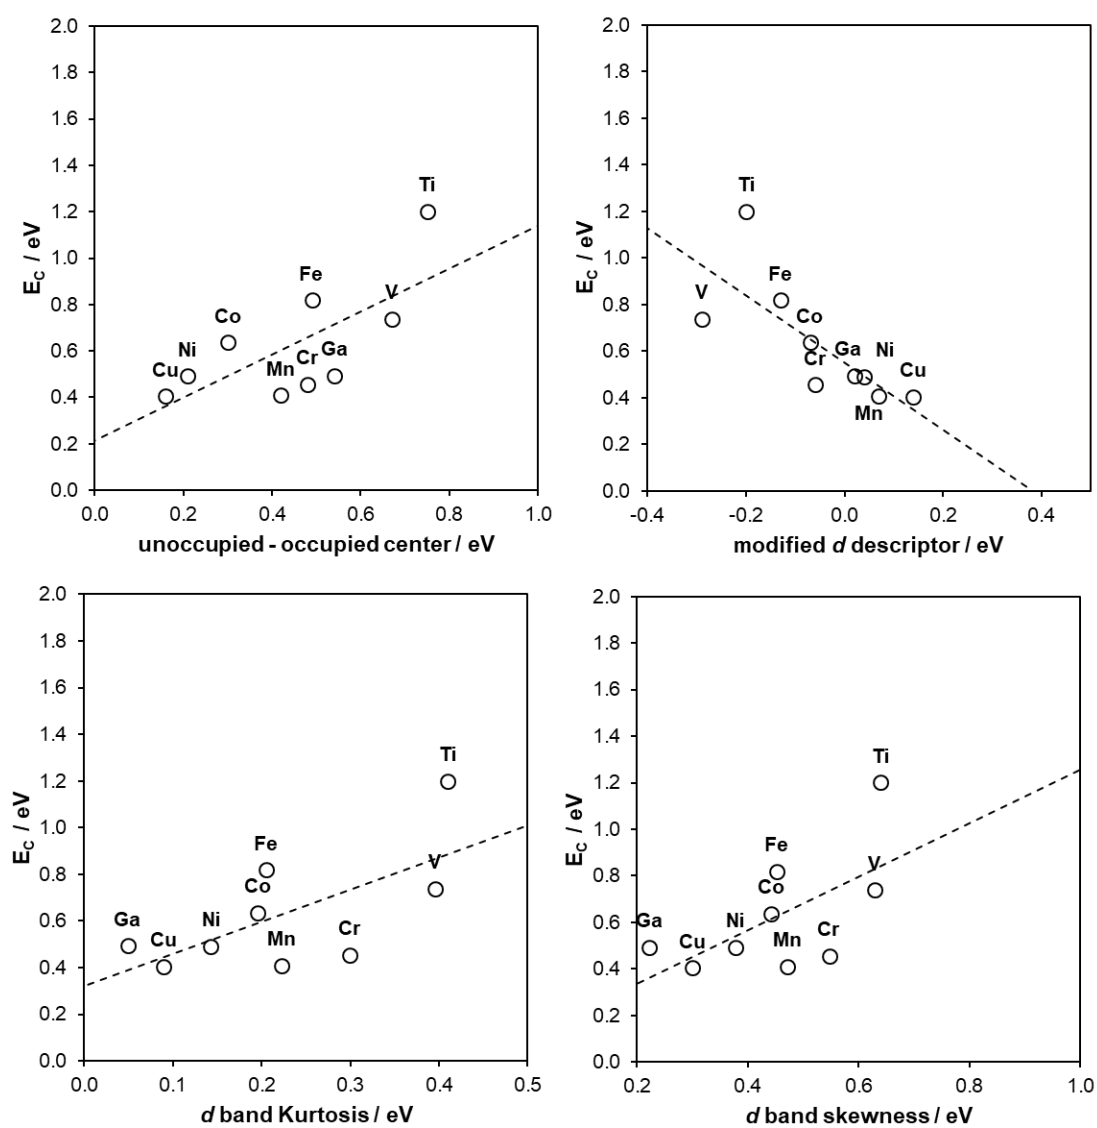 2.0
1.8
1.6
1.4
1.2
1.0
0.8
0.6
0.4
0.2
0.0
E_C / eV
Ti
Fe
V
Co
Ni
Cu
Mn
Cr
Ga
0.0 0.2 0.4 0.6 0.8 1.0
unoccupied - occupied center / eV
2.0
1.8
1.6
1.4
1.2
1.0
0.8
0.6
0.4
0.2
0.0
E_C / eV
Ti
Fe
V
Co
Cr
Ga
Ni
Cu
Mn
-0.4 -0.2 0.0 0.2 0.4
modified d descriptor / eV
2.0
1.8
1.6
1.4
1.2
1.0
0.8
0.6
0.4
0.2
0.0
E_C / eV
Ti
Fe
V
Co
Ga
Ni
Cu
Mn
Cr
0.0 0.1 0.2 0.3 0.4 0.5
d band Kurtosis / eV
2.0
1.8
1.6
1.4
1.2
1.0
0.8
0.6
0.4
0.2
0.0
E_C / eV
Ti
Fe
V
Co
Ga
Ni
Cu
Mn
Cr
0.2 0.4 0.6 0.8 1.0
d band skewness / eV